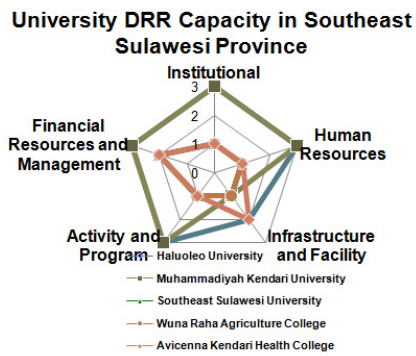 University DRR Capacity in Southeast
Sulawesi Province
Institutional
3
2
1
0
Financial
Resources and
Management
Human
Resources
Activity and
Program
Infrastructure
and Facility
Haluoleo University
Muhammadiyah Kendari University
Southeast Sulawesi University
Wuna Raha Agriculture College
Avicenna Kendari Health College